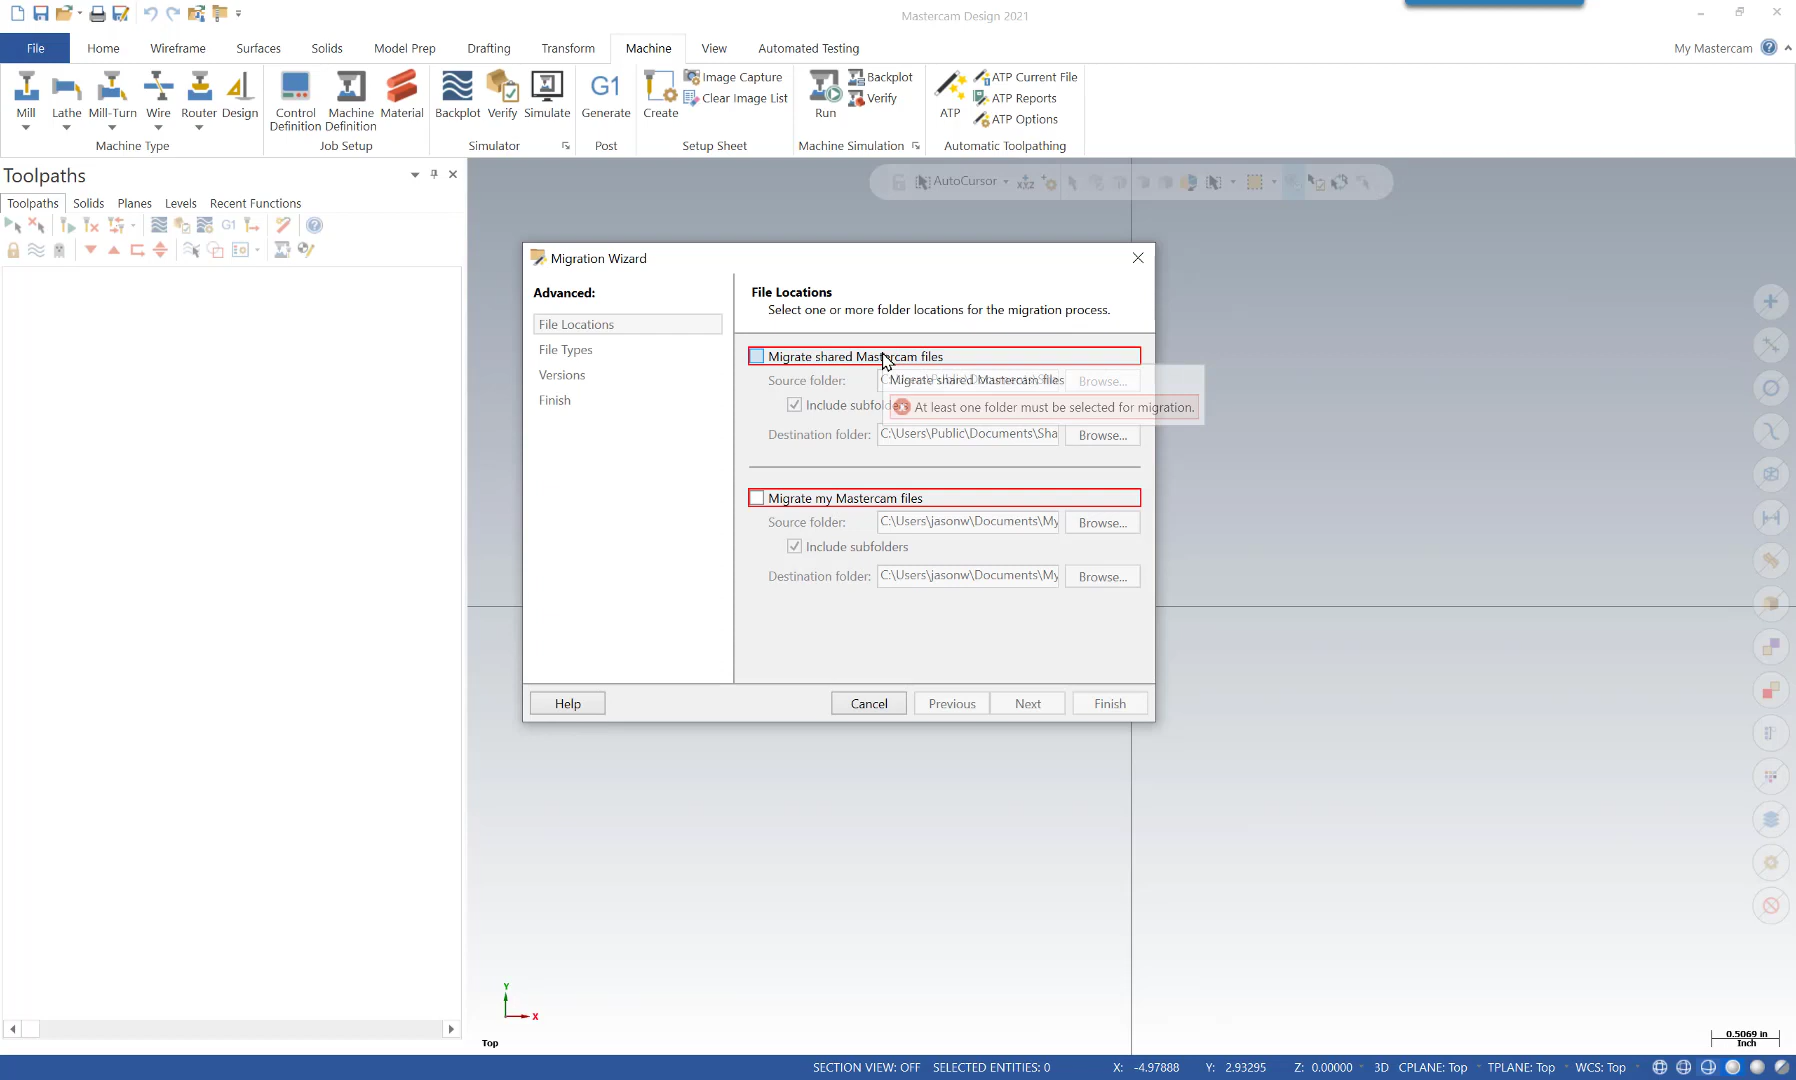 Mastercam Design 2021
File Home Wireframe Surfaces Solids Model Prep Drafting Transform Machine View Automated Testing My Mastercam
Mill Lathe Mill-Turn Wire Router Design
Machine Type
Control Definition Machine Definition Material
Job Setup
Backplot Verify Simulate
Simulator
G1
Generate
Post
Create
Image Capture
Clear Image List
Setup Sheet
Run
Backplot
Verify
Machine Simulation
ATP
ATP Current File
ATP Reports
ATP Options
Automatic Toolpathing
Toolpaths
Toolpaths Solids Planes Levels Recent Functions
G1
AutoCursor
XYZ
Migration Wizard
Advanced:
File Locations
File Types
Versions
Finish
File Locations
Select one or more folder locations for the migration process.
Migrate shared Mastercam files
Source folder: Browse...
Migrate shared Mastercam files
Include subfolders
At least one folder must be selected for migration.
Destination folder: C:\Users\Public\Documents\Sha Browse...
Migrate my Mastercam files
Source folder: C:\Users\jasonw\Documents\My Browse...
Include subfolders
Destination folder: C:\Users\jasonw\Documents\My Browse...
Help Cancel Previous Next Finish
Y
X
Top
0.5069 in
Inch
SECTION VIEW: OFF SELECTED ENTITIES: 0 X: -4.97888 Y: 2.93295 Z: 0.00000 3D CPLANE: Top TPLANE: Top WCS: Top